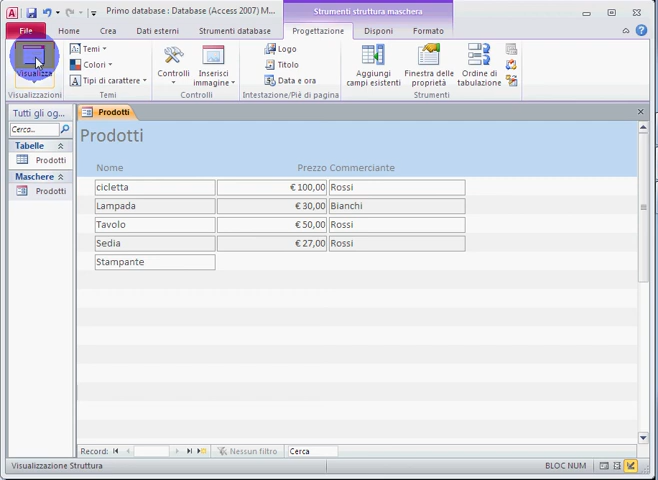 Primo database : Database (Access 2007) M...
Strumenti struttura maschera
File Home Crea Dati esterni Strumenti database Progettazione Disponi Formato
Visualizza
Temi
Colori
Tipi di carattere
Controlli
Inserisci immagine
Logo
Titolo
Data e ora
Aggiungi campi esistenti
Finestra delle proprietà
Ordine di tabulazione
Visualizzazioni Temi Controlli Intestazione/Piè di pagina Strumenti
Tutti gli og...
Cerca...
Tabelle
Prodotti
Maschere
Prodotti
Prodotti
Prodotti
Nome Prezzo Commerciante
cicletta € 100,00 Rossi
Lampada € 30,00 Bianchi
Tavolo € 50,00 Rossi
Sedia € 27,00 Rossi
Stampante
Record: Nessun filtro Cerca
Visualizzazione Struttura BLOC NUM